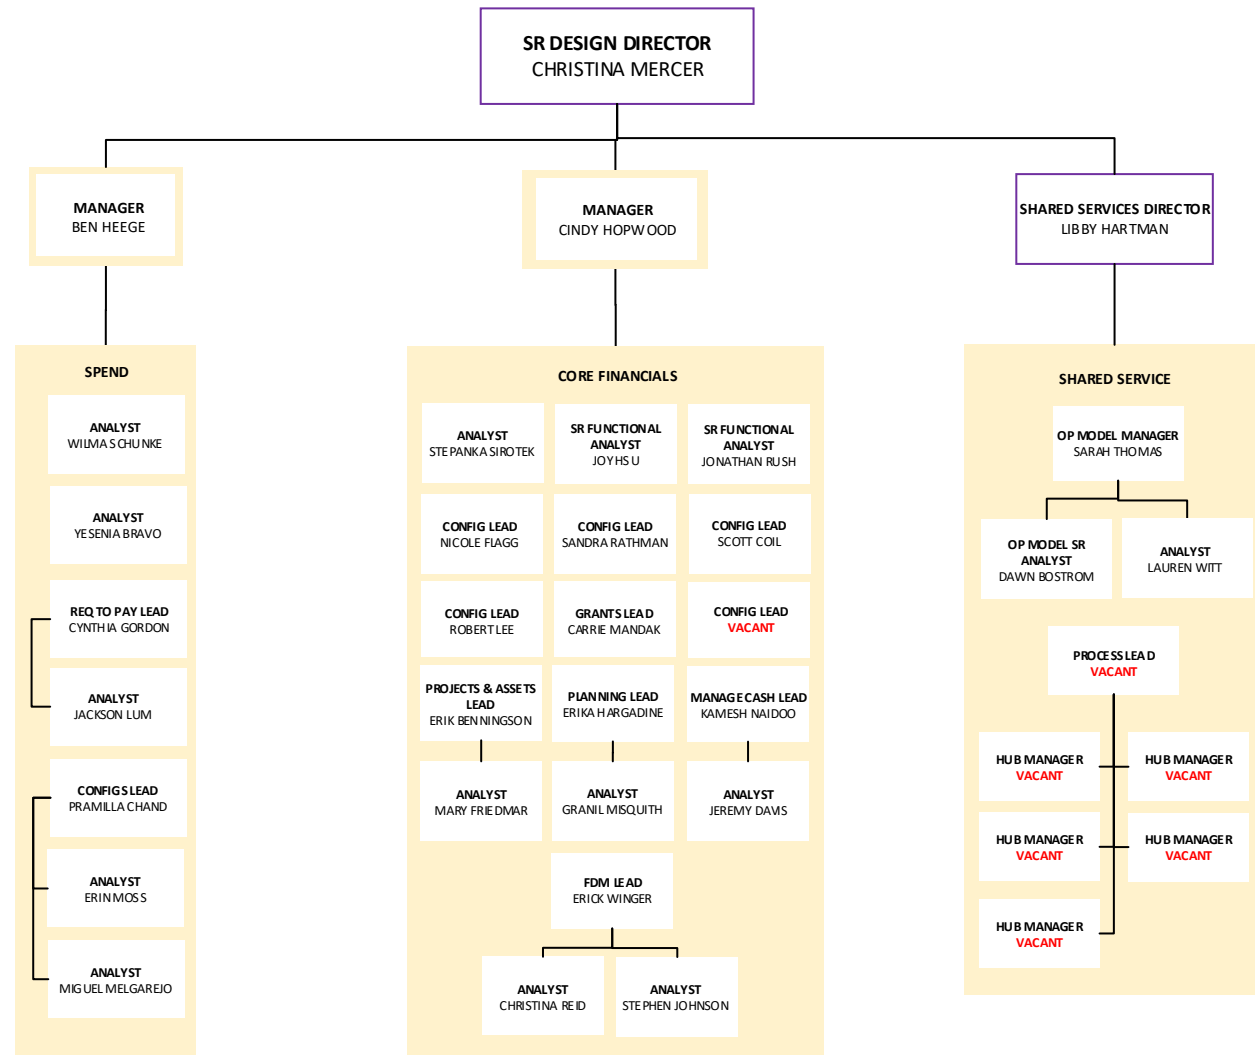 SR DESIGN DIRECTOR
CHRISTINA MERCER
MANAGER
BEN HEEGE
MANAGER
CINDY HOPWOOD
SHARED SERVICES DIRECTOR
LIBBY HARTMAN
SPEND
ANALYST
WILMA SCHUNKE
ANALYST
YESENIA BRAVO
REQ TO PAY LEAD
CYNTHIA GORDON
ANALYST
JACKSON LUM
CONFIGS LEAD
PRAMILLA CHAND
ANALYST
ERIN MOSS
ANALYST
MIGUEL MELGAREJO
CORE FINANCIALS
ANALYST
STEPANKA SIROTEK
SR FUNCTIONAL
ANALYST
JOY HSU
SR FUNCTIONAL
ANALYST
JONATHAN RUSH
CONFIG LEAD
NICOLE FLAGG
CONFIG LEAD
SANDRA RATHMAN
CONFIG LEAD
SCOTT COIL
CONFIG LEAD
ROBERT LEE
GRANTS LEAD
CARRIE MANDAK
CONFIG LEAD
VACANT
PROJECTS & ASSETS
LEAD
ERIK BENNINGSON
PLANNING LEAD
ERIKA HARGADINE
MANAGE CASH LEAD
KAMESH NAIDOO
ANALYST
MARY FRIEDMAR
ANALYST
GRANIL MISQUITH
ANALYST
JEREMY DAVIS
FDM LEAD
ERICK WINGER
ANALYST
CHRISTINA REID
ANALYST
STEPHEN JOHNSON
SHARED SERVICE
OP MODEL MANAGER
SARAH THOMAS
OP MODEL SR
ANALYST
DAWN BOSTROM
ANALYST
LAUREN WITT
PROCESS LEAD
VACANT
HUB MANAGER
VACANT
HUB MANAGER
VACANT
HUB MANAGER
VACANT
HUB MANAGER
VACANT
HUB MANAGER
VACANT